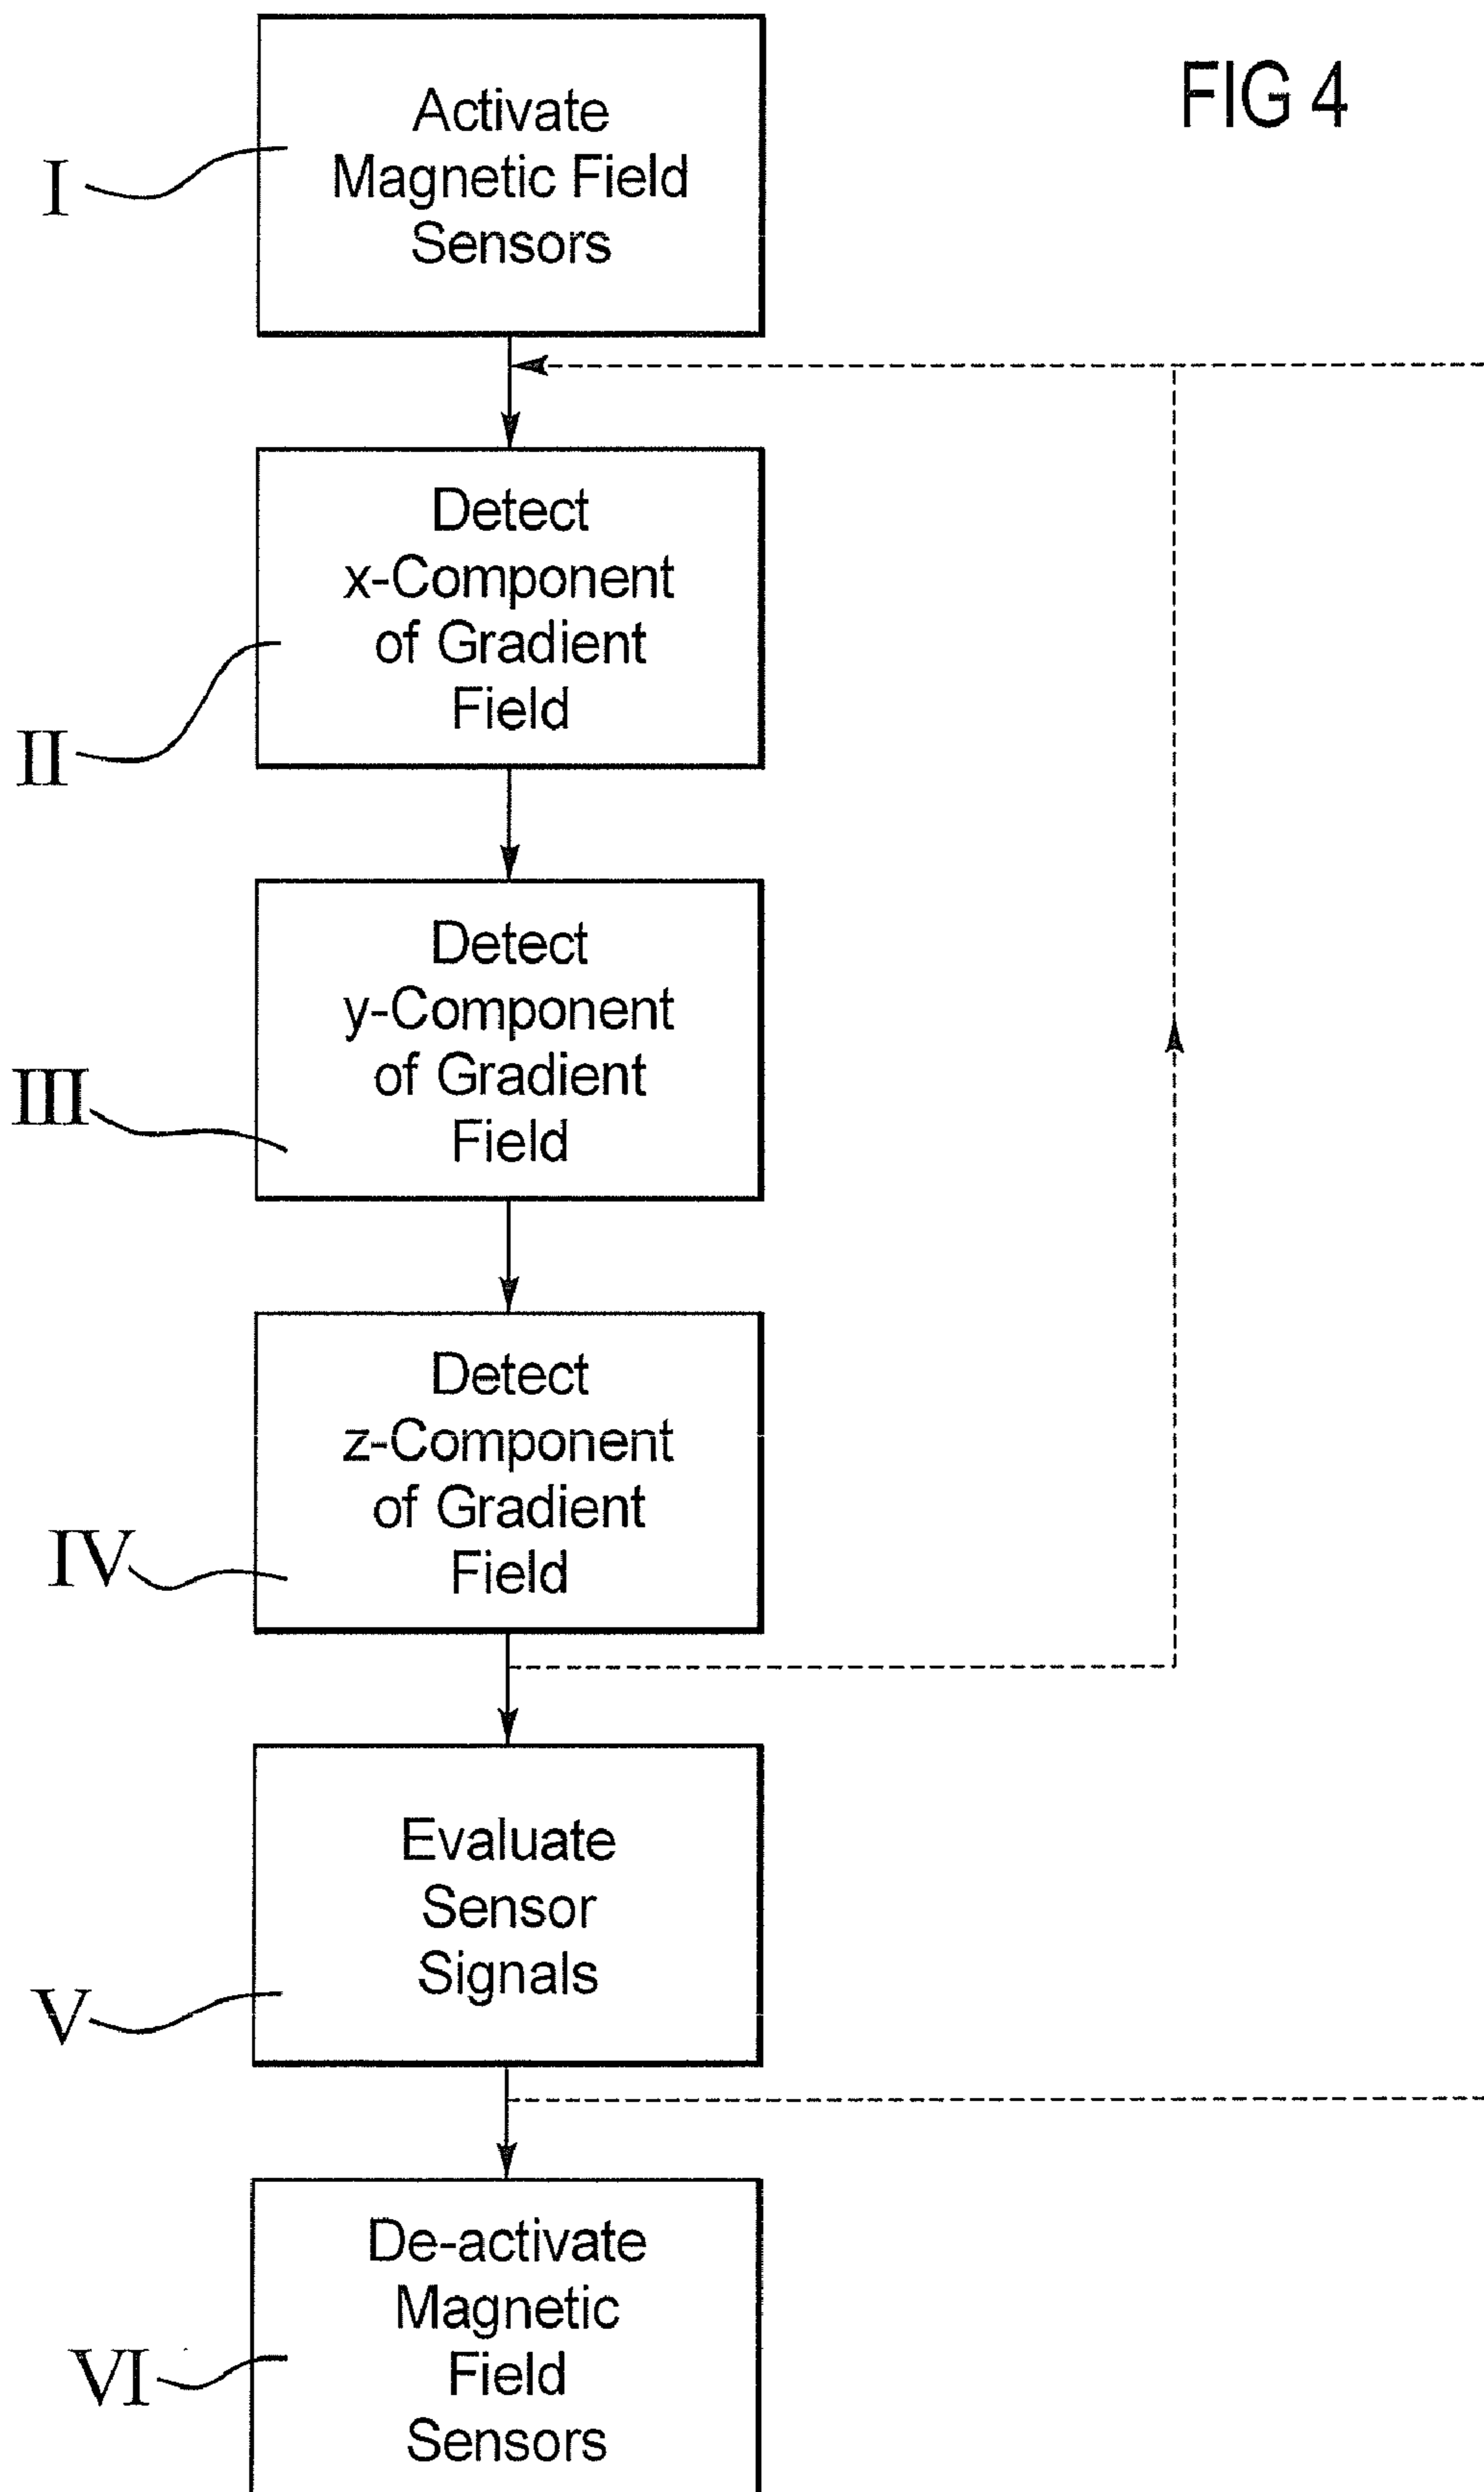 FIG 4
I
Activate
Magnetic Field
Sensors
II
Detect
x-Component
of Gradient
Field
III
Detect
y-Component
of Gradient
Field
IV
Detect
z-Component
of Gradient
Field
V
Evaluate
Sensor
Signals
VI
De-activate
Magnetic
Field
Sensors